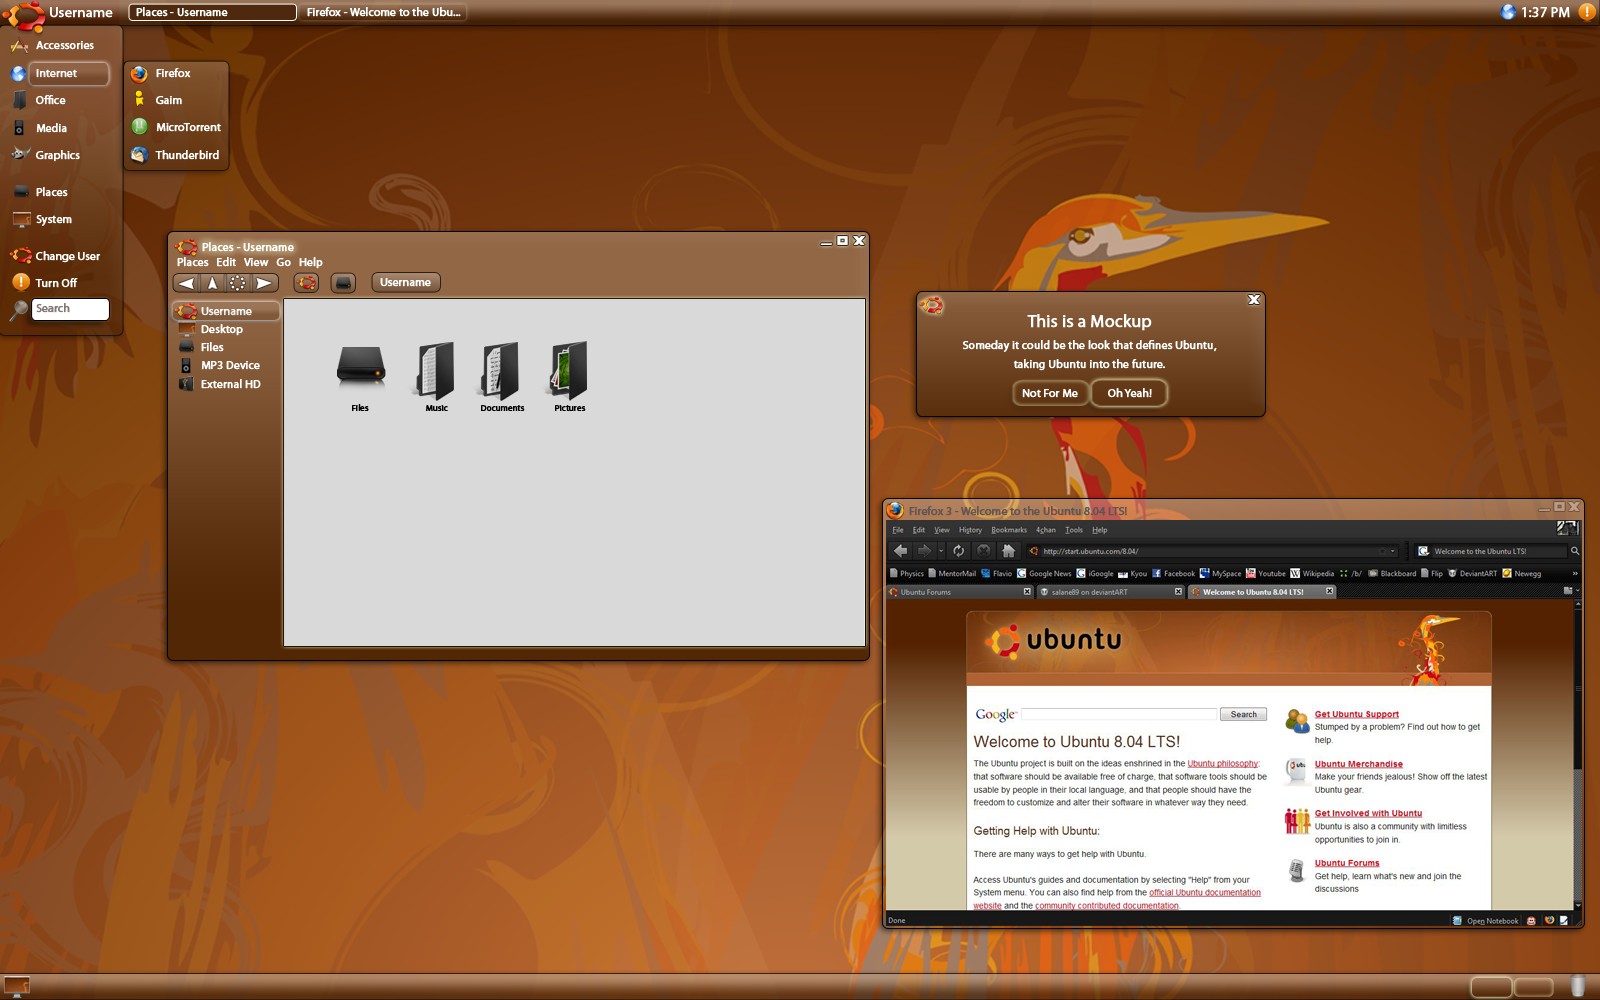 Username
Places - Username
Firefox - Welcome to the Ubu...
1:37 PM
Accessories
Internet
Office
Media
Graphics
Places
System
Change User
Turn Off
Search
Firefox
Gaim
MicroTorrent
Thunderbird
Places - Username
Places Edit View Go Help
Username
Username
Desktop
Files
MP3 Device
External HD
Files
Music
Documents
Pictures
This is a Mockup
Someday it could be the look that defines Ubuntu,
taking Ubuntu into the future.
Not For Me
Oh Yeah!
Firefox 3 - Welcome to the Ubuntu 8.04 LTS!
File Edit View History Bookmarks 4chan Tools Help
http://start.ubuntu.com/8.04/
Welcome to the Ubuntu LTS!
Physics MentorMail Flavio Google News iGoogle Kyou Facebook MySpace Youtube Wikipedia /b/ Blackboard Flip DeviantART Newegg »
Ubuntu Forums
salane89 on deviantART
Welcome to Ubuntu 8.04 LTS!
ubuntu
Google
Search
Welcome to Ubuntu 8.04 LTS!
The Ubuntu project is built on the ideas enshrined in the Ubuntu philosophy:
that software should be available free of charge, that software tools should be
usable by people in their local language, and that people should have the
freedom to customize and alter their software in whatever way they need.
Getting Help with Ubuntu:
There are many ways to get help with Ubuntu.
Access Ubuntu's guides and documentation by selecting "Help" from your
System menu. You can also find help from the official Ubuntu documentation
website and the community contributed documentation.
Get Ubuntu Support
Stumped by a problem? Find out how to get
help.
Ubuntu Merchandise
Make your friends jealous! Show off the latest
Ubuntu gear.
Get Involved with Ubuntu
Ubuntu is also a community with limitless
opportunities to join in.
Ubuntu Forums
Get help, learn what's new and join the
discussions
Done
Open Notebook